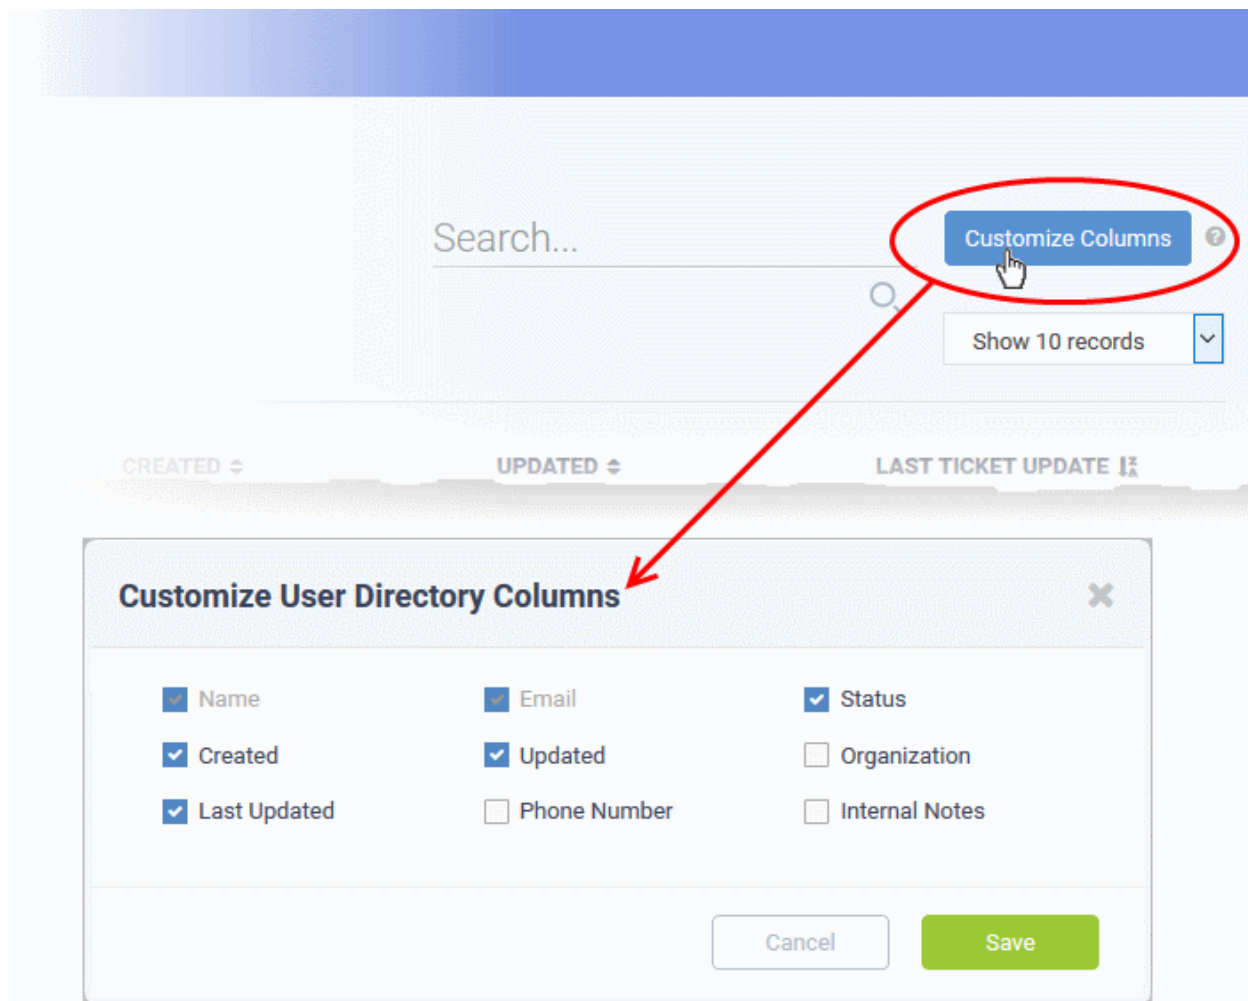 Search...
Customize Columns
Show 10 records
CREATED UPDATED LAST TICKET UPDATE
Customize User Directory Columns
Name Email Status
Created Updated Organization
Last Updated Phone Number Internal Notes
Cancel Save